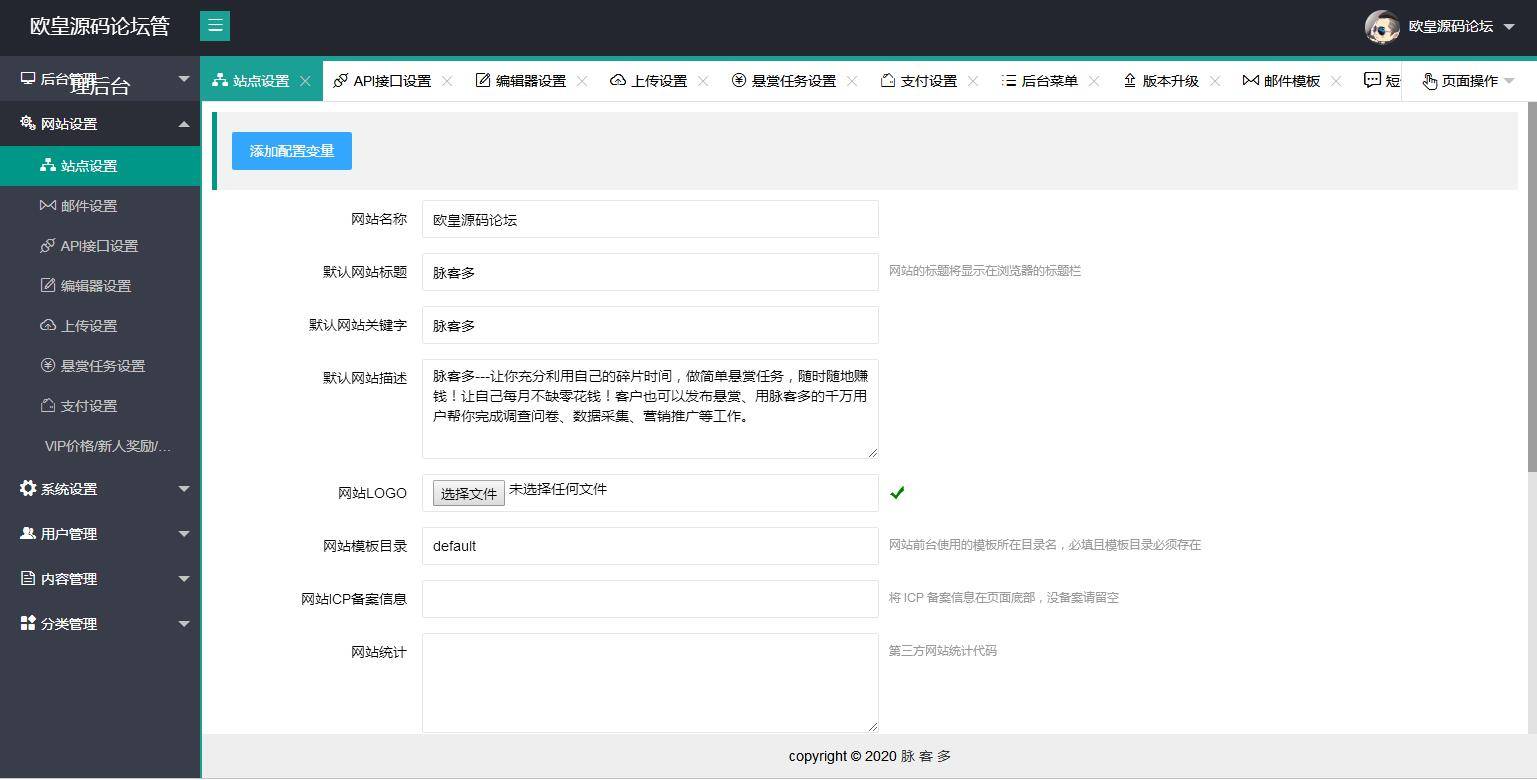 欧皇源码论坛管
理后台
欧皇源码论坛
后台管理
网站设置
站点设置
邮件设置
API接口设置
编辑器设置
上传设置
悬赏任务设置
支付设置
VIP价格/新人奖励/...
系统设置
用户管理
内容管理
分类管理
站点设置 API接口设置 编辑器设置 上传设置 悬赏任务设置 支付设置 后台菜单 版本升级 邮件模板 短 页面操作
添加配置变量
网站名称 欧皇源码论坛
默认网站标题 脉客多 网站的标题将显示在浏览器的标题栏
默认网站关键字 脉客多
默认网站描述 脉客多---让你充分利用自己的碎片时间，做简单悬赏任务，随时随地赚
钱！让自己每月不缺零花钱！客户也可以发布悬赏、用脉客多的千万用
户帮你完成调查问卷、数据采集、营销推广等工作。
网站LOGO 选择文件 未选择任何文件
网站模板目录 default 网站前台使用的模板所在目录名，必填且模板目录必须存在
网站ICP备案信息 将 ICP 备案信息在页面底部，没备案请留空
网站统计 第三方网站统计代码
copyright © 2020 脉 客 多